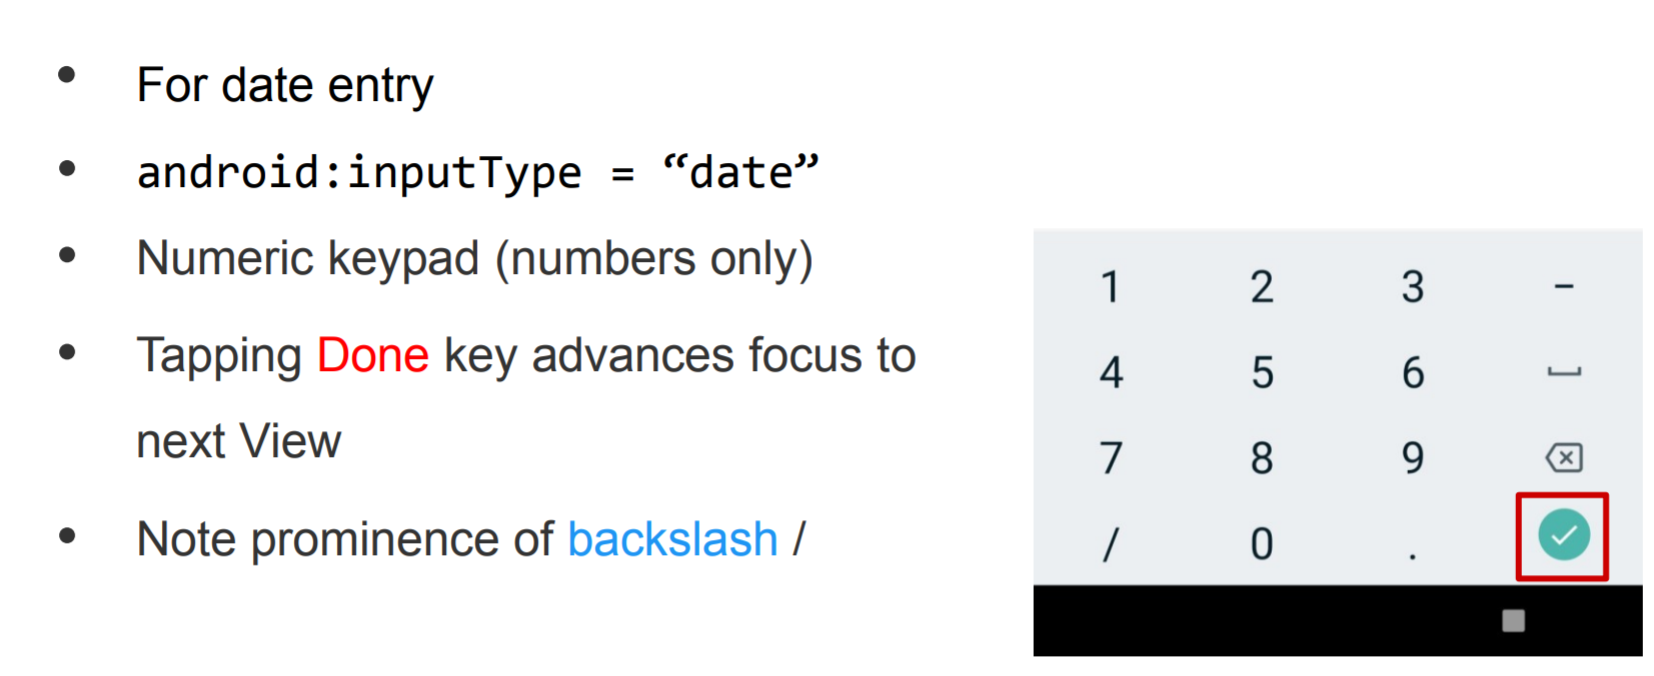 • For date entry
• android:inputType = “date”
• Numeric keypad (numbers only)
• Tapping Done key advances focus to
next View
• Note prominence of backslash /
1 2 3 -
4 5 6
7 8 9
/ 0 .